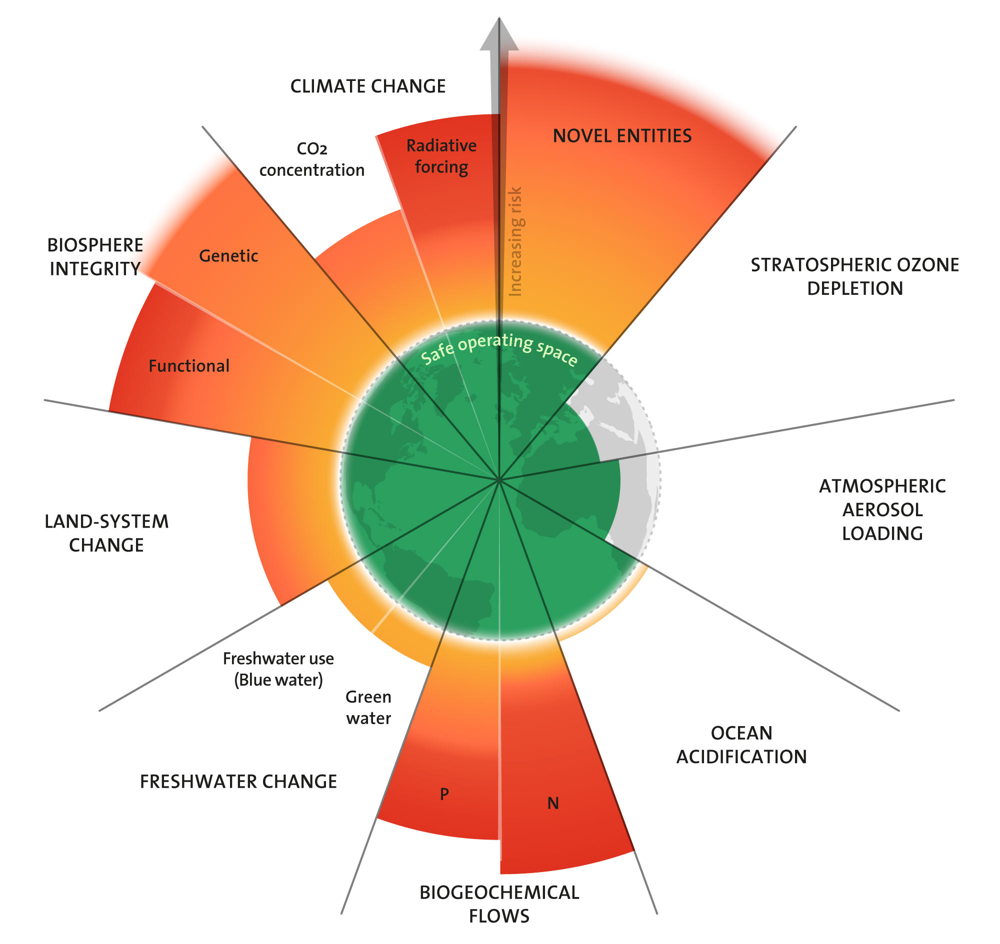 CLIMATE CHANGE
CO2
concentration
Radiative
forcing
NOVEL ENTITIES
Increasing risk
BIOSPHERE
INTEGRITY
Genetic
Functional
STRATOSPHERIC OZONE
DEPLETION
Safe operating space
ATMOSPHERIC
AEROSOL
LOADING
LAND-SYSTEM
CHANGE
Freshwater use
(Blue water)
Green
water
FRESHWATER CHANGE
P
N
OCEAN
ACIDIFICATION
BIOGEOCHEMICAL
FLOWS